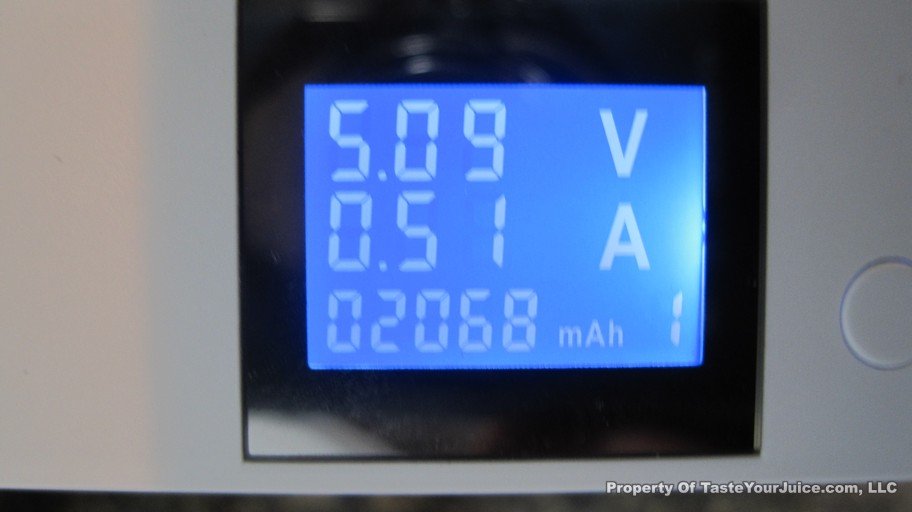 5.09 V
0.51 A
02068 mAh 1
Property Of TasteYourJuice.com, LLC